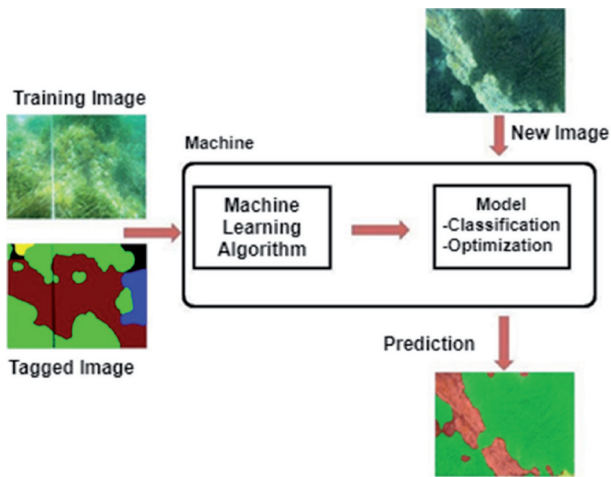 Training Image
New Image
Machine
Machine
Learning
Algorithm
Model
-Classification
-Optimization
Prediction
Tagged Image